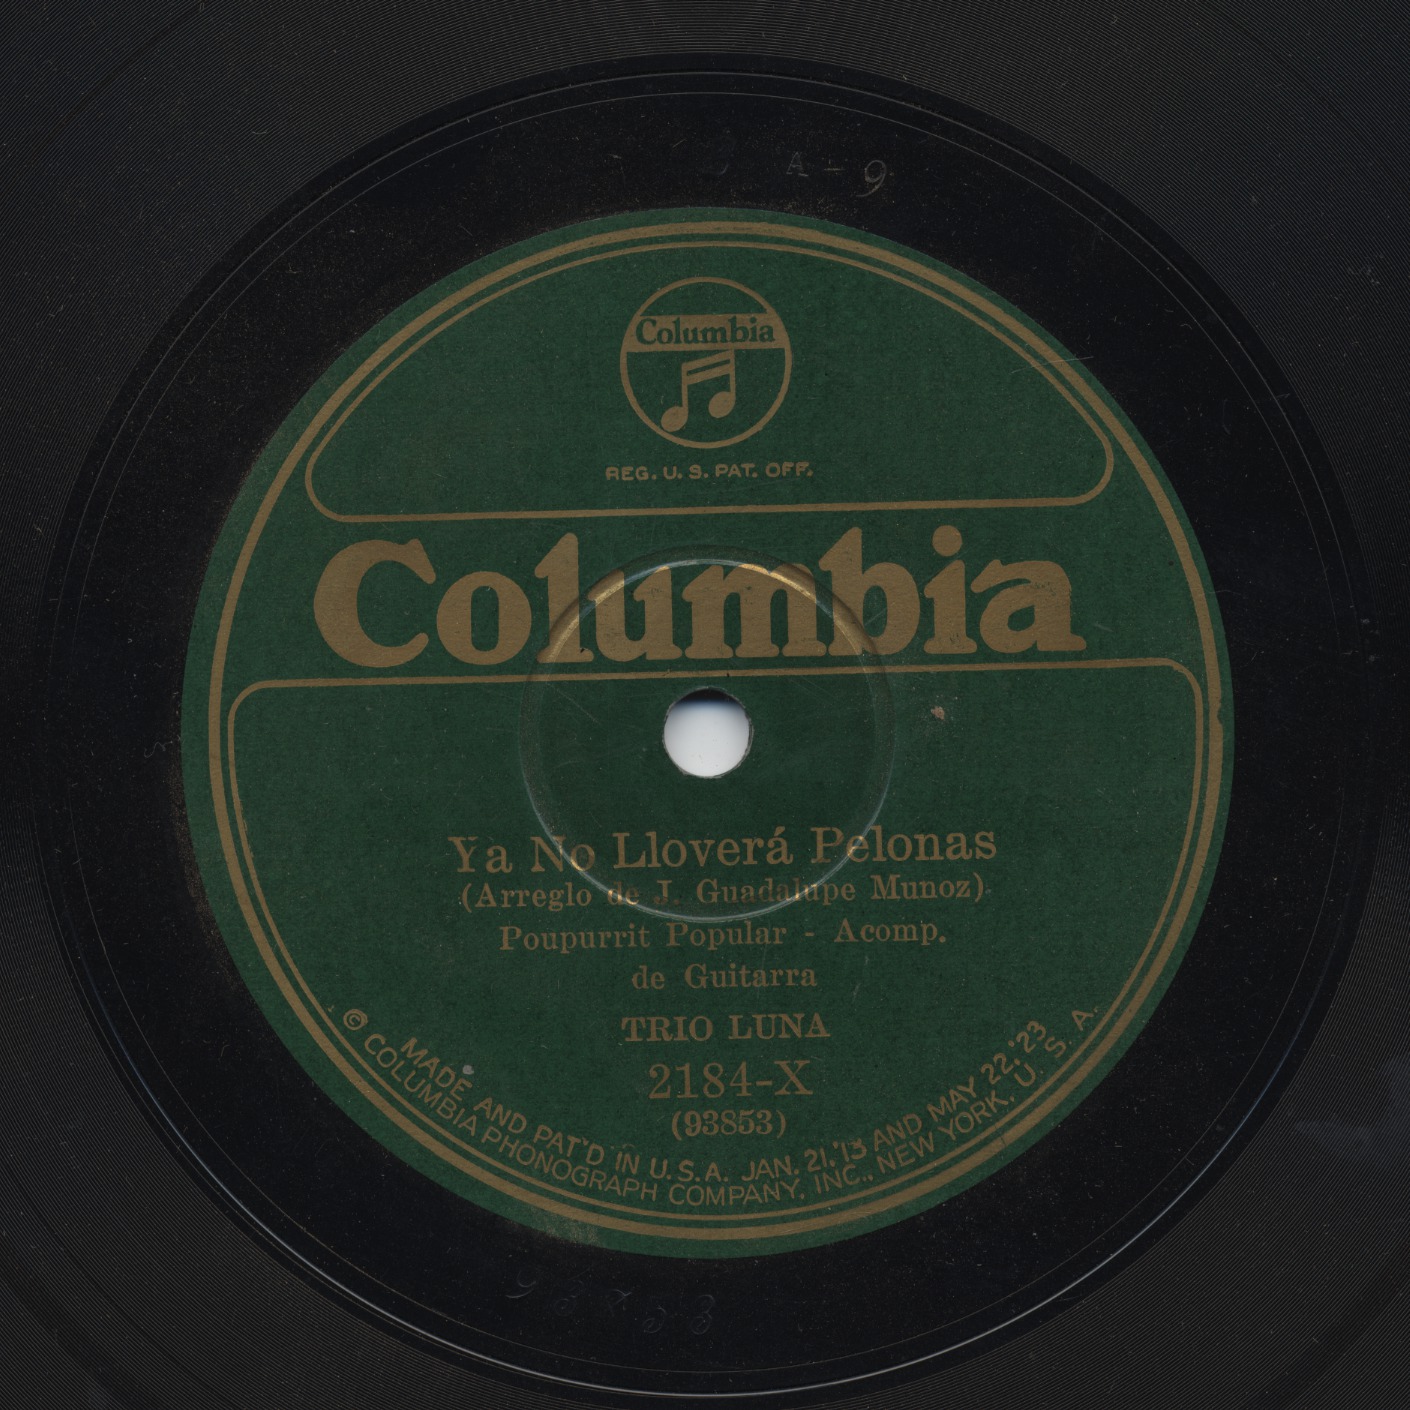 A-9
Columbia
REG. U. S. PAT. OFF.
Columbia
Ya No Lloverá Pelonas
(Arreglo de J. Guadalupe Munoz)
Poupurrit Popular - Acomp.
de Guitarra
TRIO LUNA
2184-X
(93853)
MADE AND PAT'D IN U.S.A. JAN. 21.'13 AND MAY 22.'23
© COLUMBIA PHONOGRAPH COMPANY. INC., NEW YORK. U. S. A.
93853